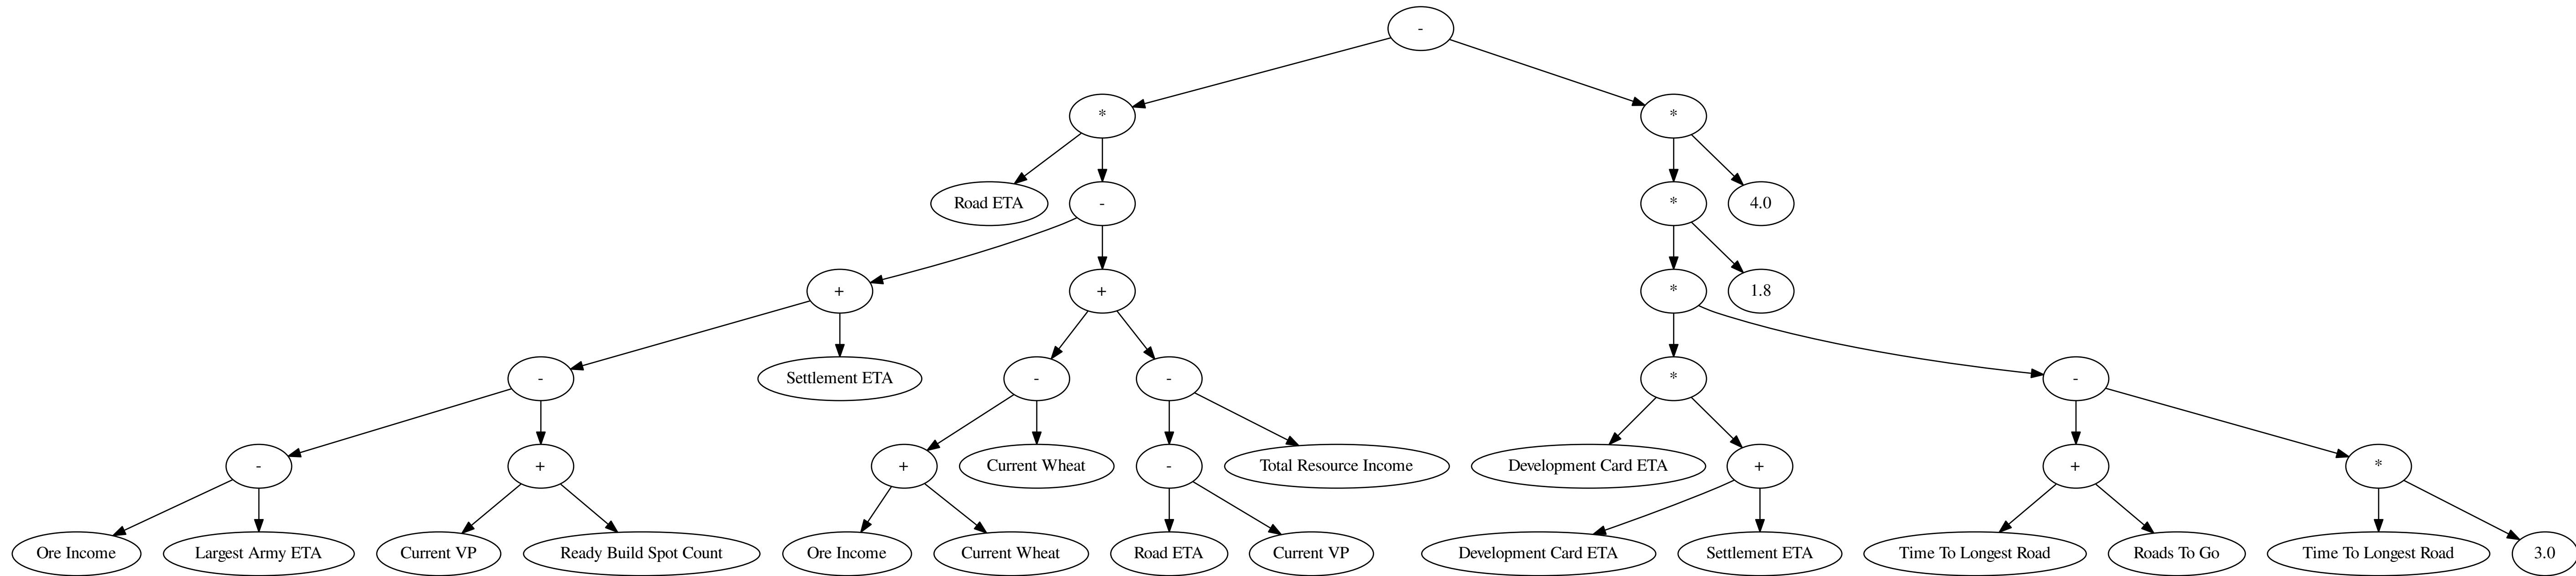 -
*
*
Road ETA
-
*
4.0
+
+
*
1.8
-
Settlement ETA
-
-
*
-
-
+
+
Current Wheat
-
Total Resource Income
Development Card ETA
+
+
*
Ore Income
Largest Army ETA
Current VP
Ready Build Spot Count
Ore Income
Current Wheat
Road ETA
Current VP
Development Card ETA
Settlement ETA
Time To Longest Road
Roads To Go
Time To Longest Road
3.0